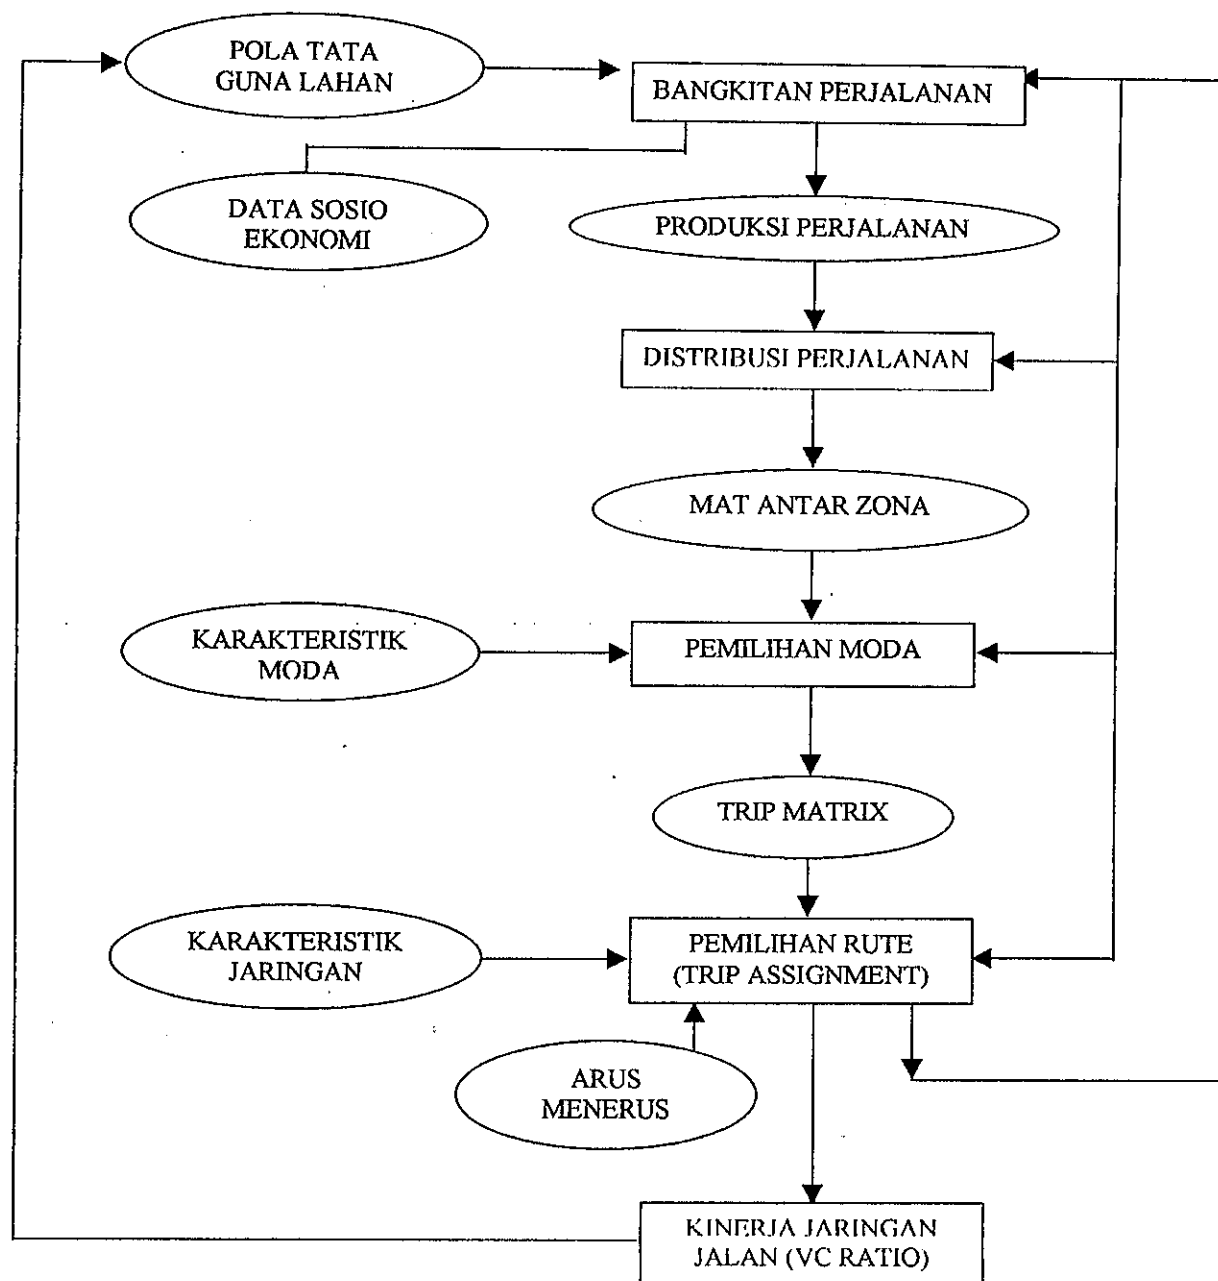 POLA TATA
GUNA LAHAN
BANGKITAN PERJALANAN
DATA SOSIO
EKONOMI
PRODUKSI PERJALANAN
DISTRIBUSI PERJALANAN
MAT ANTAR ZONA
KARAKTERISTIK
MODA
PEMILIHAN MODA
TRIP MATRIX
KARAKTERISTIK
JARINGAN
PEMILIHAN RUTE
(TRIP ASSIGNMENT)
ARUS
MENERUS
KINERJA JARINGAN
JALAN (VC RATIO)